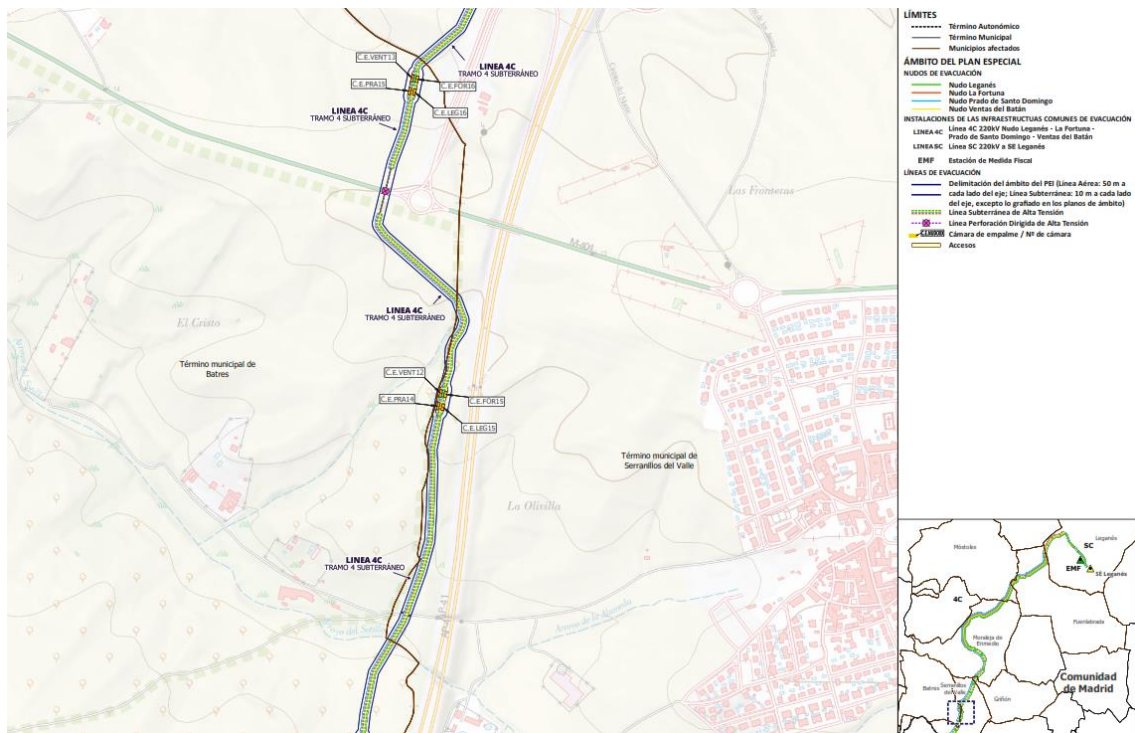 LINEA 4C
TRAMO 4 SUBTERRÁNEO
C.E.VENT13
C.E.PRA15
C.E.FOR16
C.E.LEG16
LINEA 4C
TRAMO 4 SUBTERRÁNEO
Las Fronteras
LINEA 4C
TRAMO 4 SUBTERRÁNEO
El Cristo
Término municipal de
Batres
C.E.VENT12
C.E.PRA14
C.E.FOR15
C.E.LEG15
Término municipal de
Serranillos del Valle
La Olivilla
LINEA 4C
TRAMO 4 SUBTERRÁNEO
AP-41
LÍMITES
Término Autonómico
Término Municipal
Municipios afectados
ÁMBITO DEL PLAN ESPECIAL
NUDOS DE EVACUACIÓN
Nudo Leganés
Nudo La Fortuna
Nudo Prado de Santo Domingo
Nudo Ventas del Batán
INSTALACIONES DE LAS INFRAESTRUCTUAS COMUNES DE EVACUACIÓN
LINEA 4C Línea 4C 220kV Nudo Leganés - La Fortuna -
Prado de Santo Domingo - Ventas del Batán
LINEA SC Línea SC 220kV a SE Leganés
EMF Estación de Medida Fiscal
LÍNEAS DE EVACUACIÓN
Delimitación del ámbito del PEI (Línea Aérea: 50 m a
cada lado del eje; Línea Subterránea: 10 m a cada lado
del eje, excepto lo grafiado en los planos de ámbito)
Línea Subterránea de Alta Tensión
Línea Perforación Dirigida de Alta Tensión
Cámara de empalme / Nº de cámara
Accesos
Móstoles
Leganés
SC
EMF
SE Leganés
4C
Fuenlabrada
Moraleja de
Enmedio
Batres
Serranillos
del Valle
Griñón
Comunidad
de Madrid